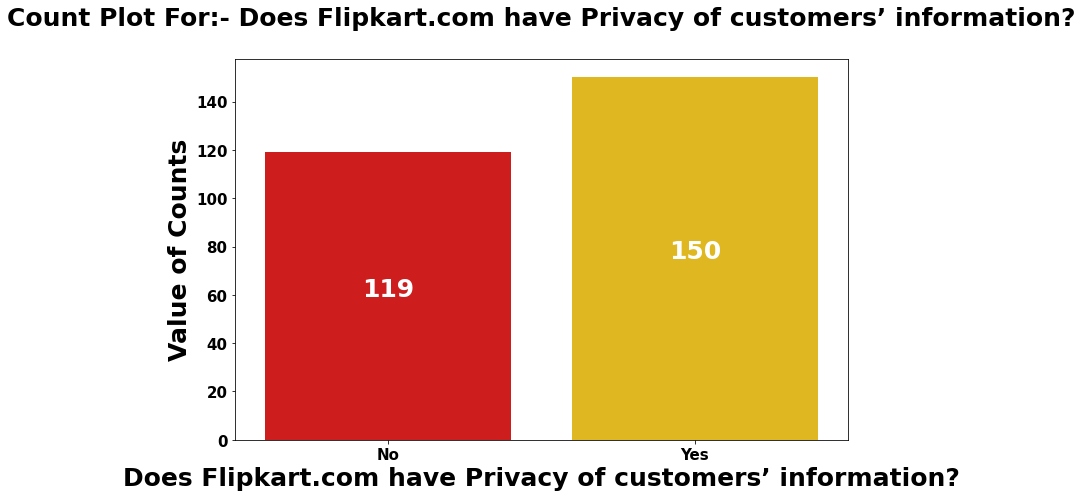 Count Plot For:- Does Flipkart.com have Privacy of customers’ information?
Value of Counts
140
120
100
80
60
40
20
0
119
150
No
Yes
Does Flipkart.com have Privacy of customers’ information?